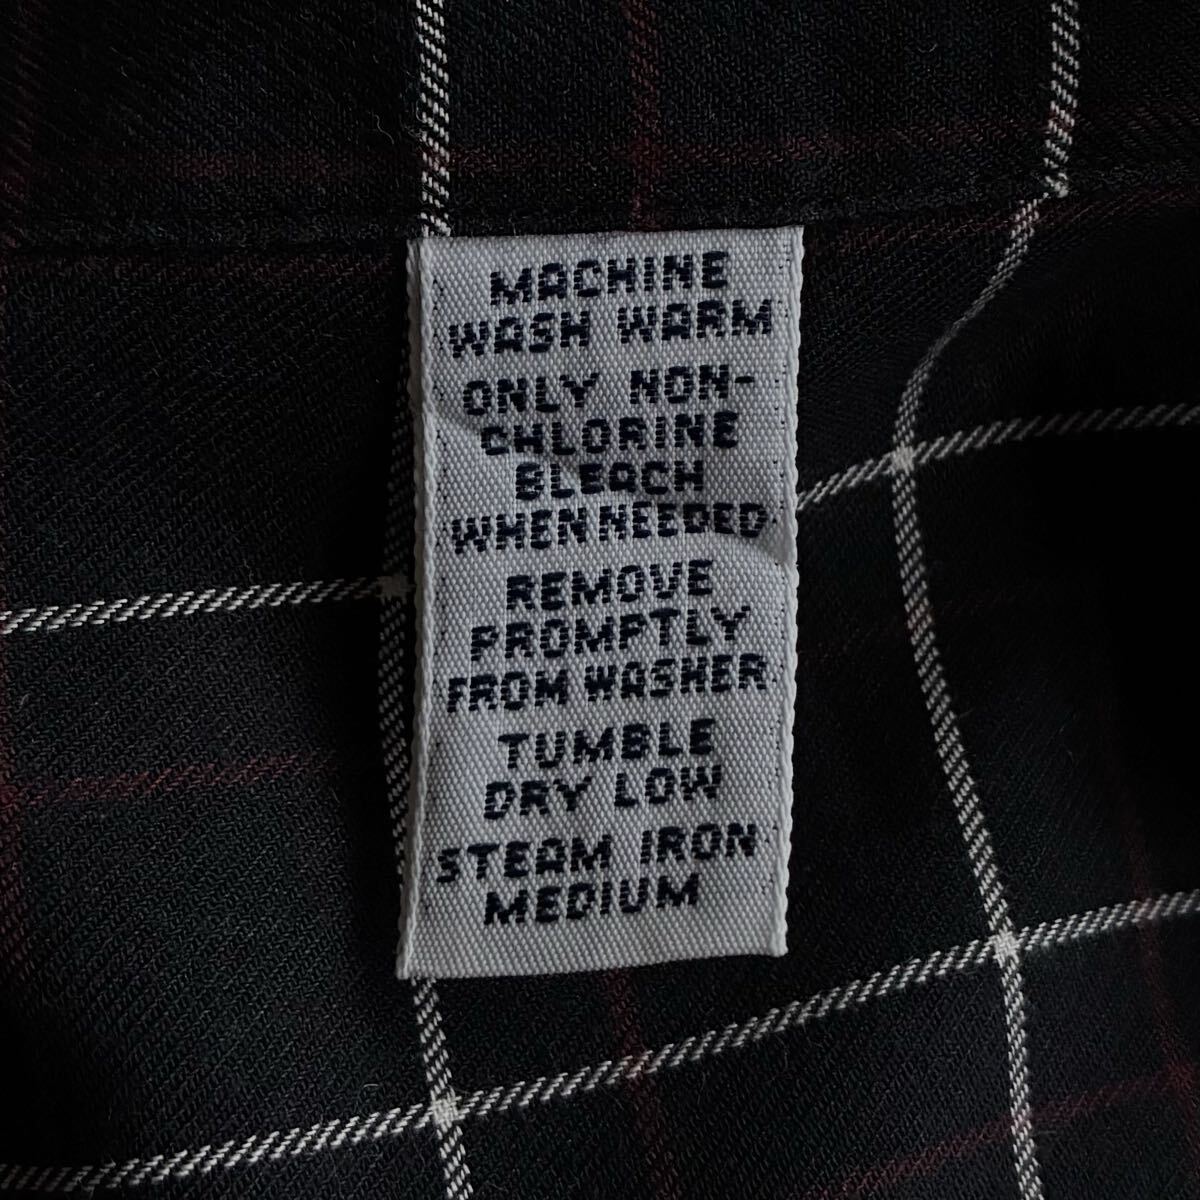 MACHINE
WASH WARM
ONLY NON-
CHLORINE
BLEACH
WHEN NEEDED
REMOVE
PROMPTLY
FROM WASHER
TUMBLE
DRY LOW
STEAM IRON
MEDIUM